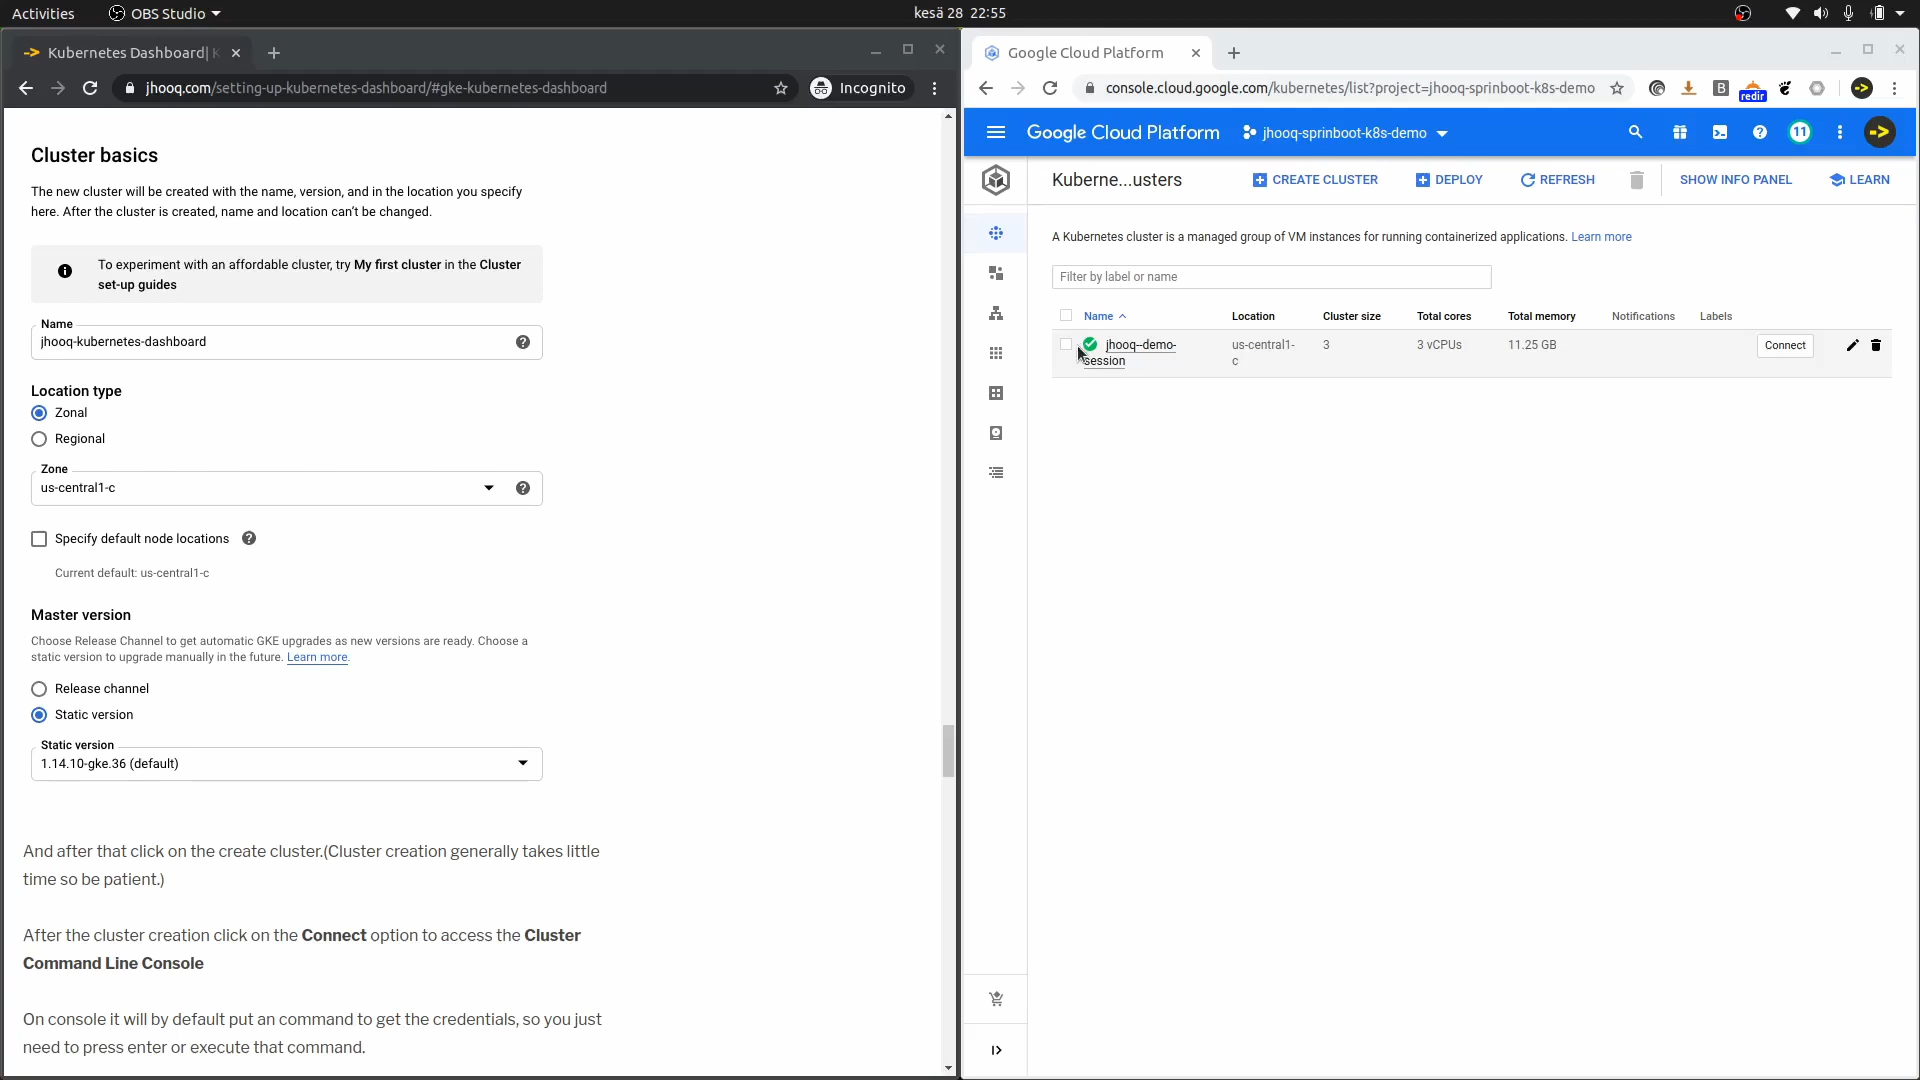 Activities
OBS Studio
kesä 28 22:55
Kubernetes Dashboard| K
jhooq.com/setting-up-kubernetes-dashboard/#gke-kubernetes-dashboard
Incognito
Cluster basics
The new cluster will be created with the name, version, and in the location you specify
here. After the cluster is created, name and location can't be changed.
To experiment with an affordable cluster, try My first cluster in the Cluster
set-up guides
Name
jhooq-kubernetes-dashboard
Location type
Zonal
Regional
Zone
us-central1-c
Specify default node locations
Current default: us-central1-c
Master version
Choose Release Channel to get automatic GKE upgrades as new versions are ready. Choose a
static version to upgrade manually in the future. Learn more.
Release channel
Static version
Static version
1.14.10-gke.36 (default)
And after that click on the create cluster.(Cluster creation generally takes little
time so be patient.)
After the cluster creation click on the Connect option to access the Cluster
Command Line Console
On console it will by default put an command to get the credentials, so you just
need to press enter or execute that command.
Google Cloud Platform
console.cloud.google.com/kubernetes/list?project=jhooq-sprinboot-k8s-demo
B
redir
Google Cloud Platform
jhooq-sprinboot-k8s-demo
11
Kuberne...usters
CREATE CLUSTER
DEPLOY
REFRESH
SHOW INFO PANEL
LEARN
A Kubernetes cluster is a managed group of VM instances for running containerized applications. Learn more
Filter by label or name
Name
Location
Cluster size
Total cores
Total memory
Notifications
Labels
jhooq--demo-
session
us-central1-
c
3
3 vCPUs
11.25 GB
Connect